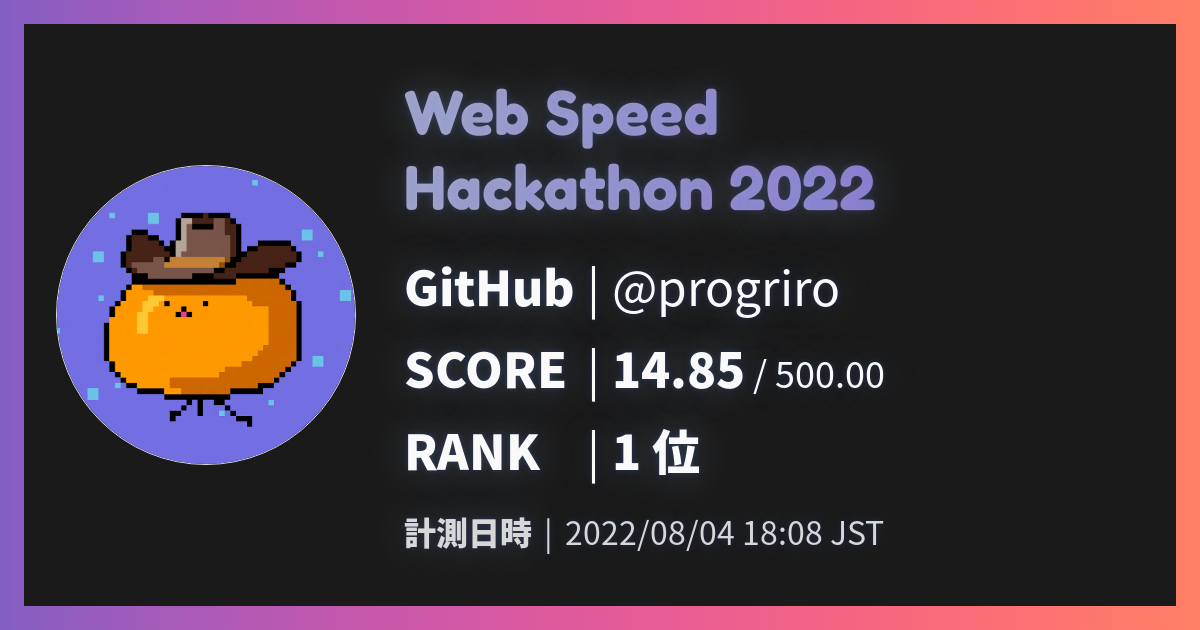 Web Speed
Hackathon 2022
GitHub | @progriro
SCORE | 14.85 / 500.00
RANK | 1 位
計測日時 | 2022/08/04 18:08 JST